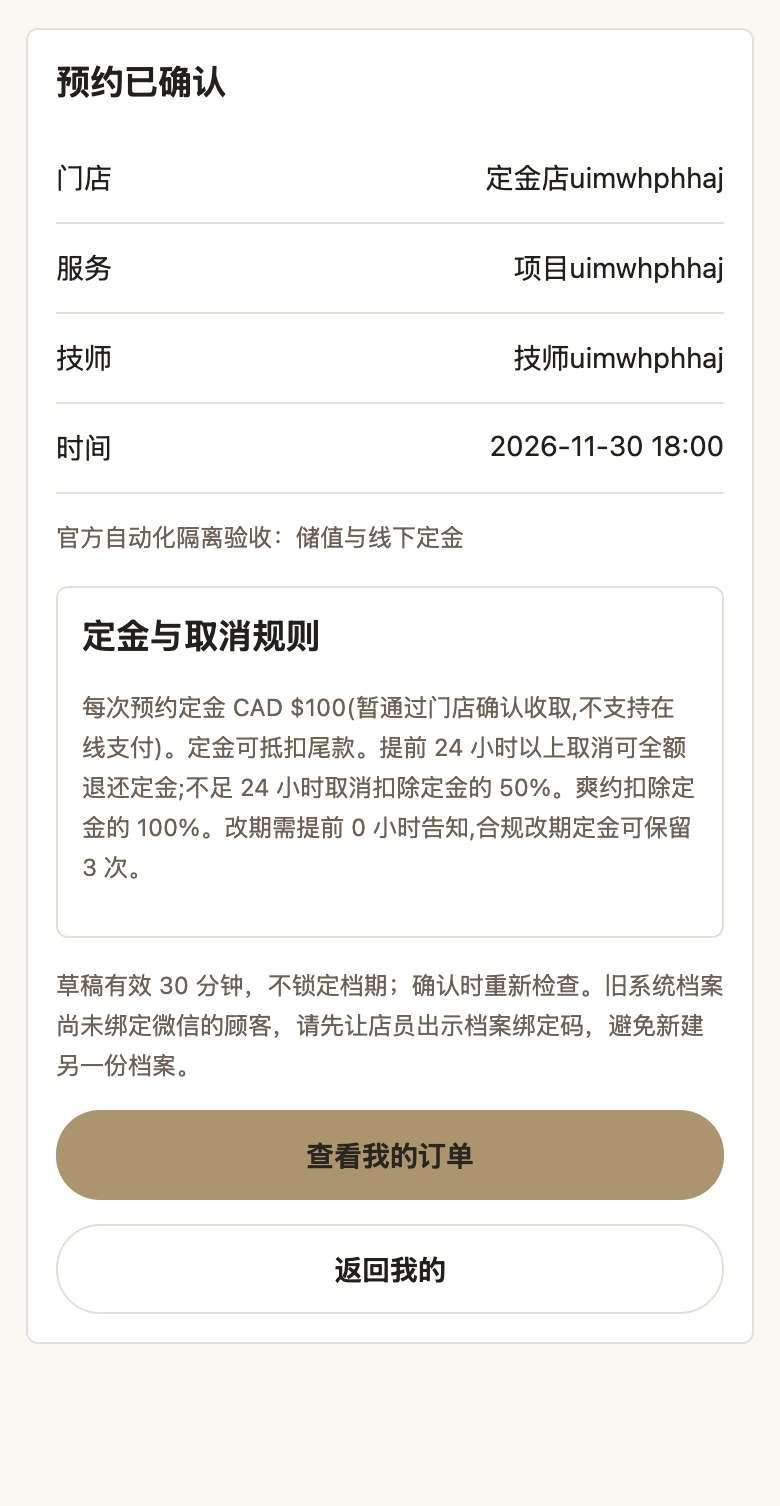 预约已确认
门店 定金店uimwhphhaj
服务 项目uimwhphhaj
技师 技师uimwhphhaj
时间 2026-11-30 18:00
官方自动化隔离验收：储值与线下定金
定金与取消规则
每次预约定金 CAD $100(暂通过门店确认收取,不支持在
线支付)。定金可抵扣尾款。提前 24 小时以上取消可全额
退还定金;不足 24 小时取消扣除定金的 50%。爽约扣除定
金的 100%。改期需提前 0 小时告知,合规改期定金可保留
3 次。
草稿有效 30 分钟，不锁定档期；确认时重新检查。旧系统档案
尚未绑定微信的顾客，请先让店员出示档案绑定码，避免新建
另一份档案。
查看我的订单
返回我的